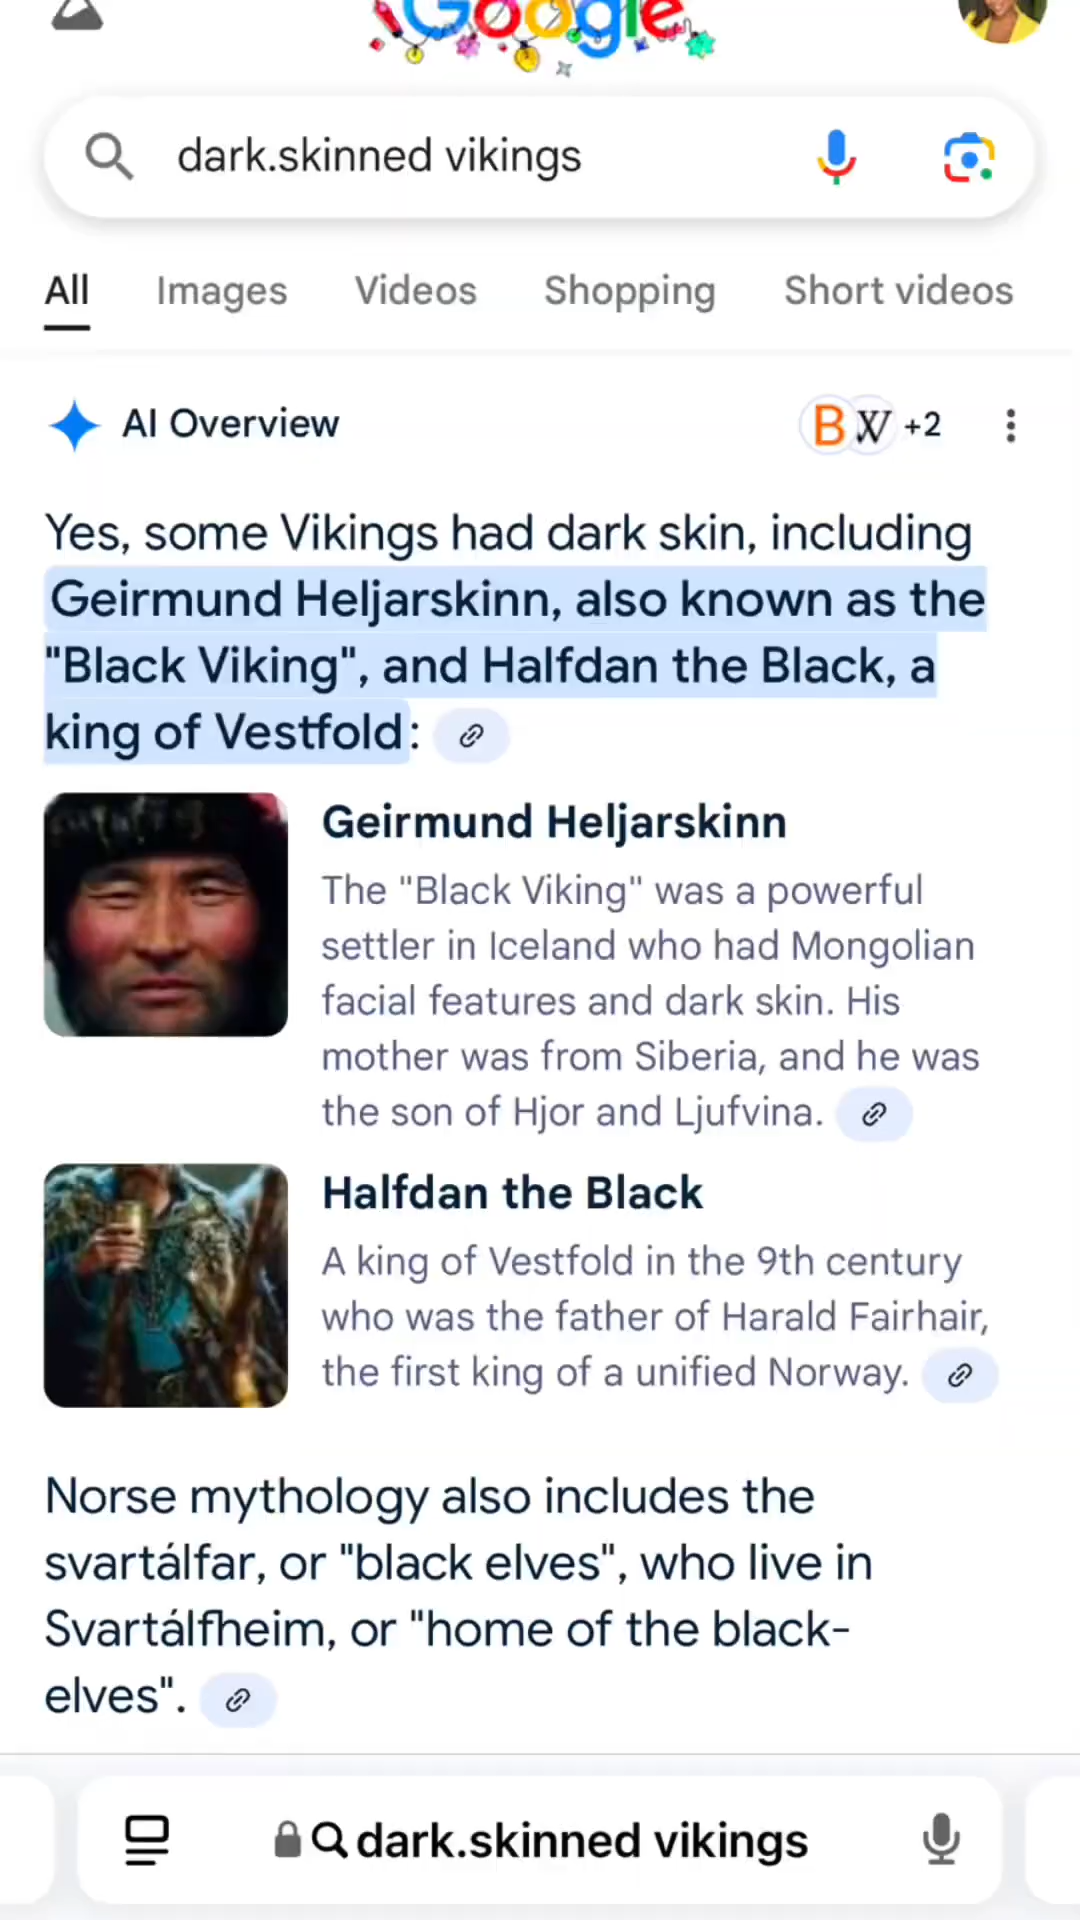 Google
dark.skinned vikings
All Images Videos Shopping Short videos
AI Overview
B W +2
Yes, some Vikings had dark skin, including
Geirmund Heljarskinn, also known as the
"Black Viking", and Halfdan the Black, a
king of Vestfold:
Geirmund Heljarskinn
The "Black Viking" was a powerful
settler in Iceland who had Mongolian
facial features and dark skin. His
mother was from Siberia, and he was
the son of Hjor and Ljufvina.
Halfdan the Black
A king of Vestfold in the 9th century
who was the father of Harald Fairhair,
the first king of a unified Norway.
Norse mythology also includes the
svartálfar, or "black elves", who live in
Svartálfheim, or "home of the black-
elves".
dark.skinned vikings